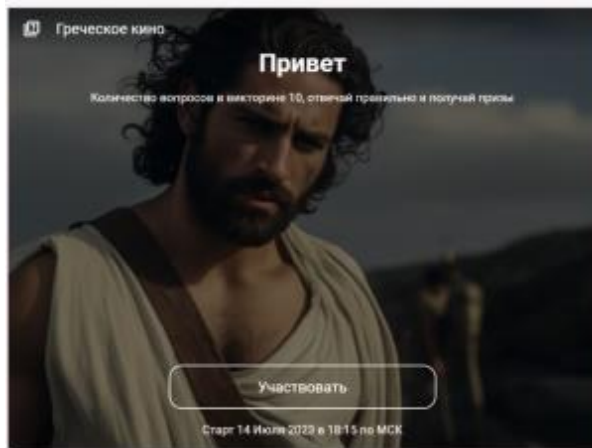 Греческое кино
Привет
Количество вопросов в викторине 10, отвечай правильно и получай призы
Участвовать
Старт 14 Июля 2023 в 18:15 по МСК